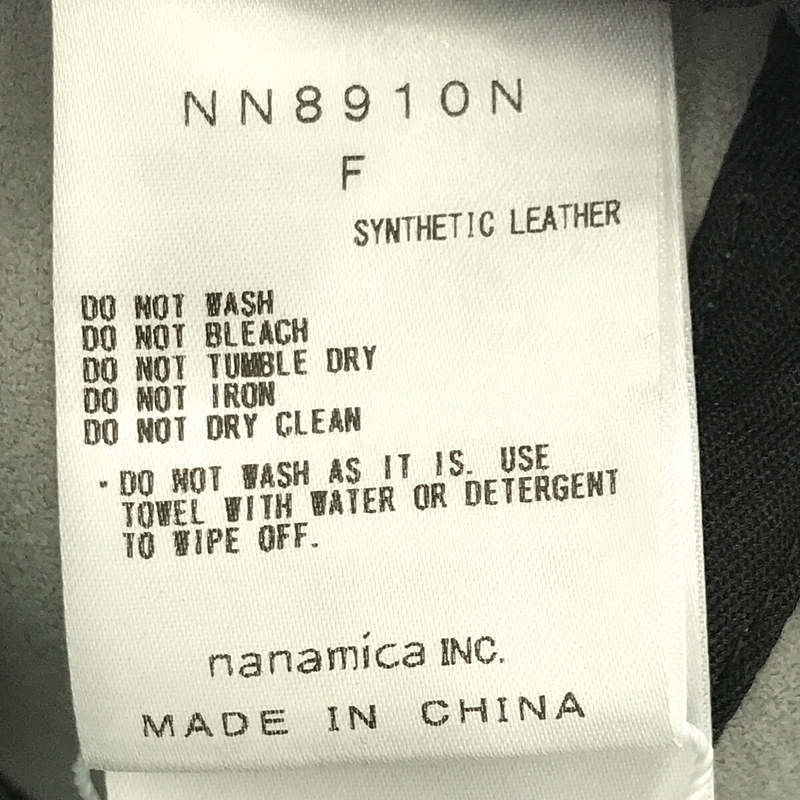 NN8910N
F
SYNTHETIC LEATHER
DO NOT WASH
DO NOT BLEACH
DO NOT TUMBLE DRY
DO NOT IRON
DO NOT DRY CLEAN
・DO NOT WASH AS IT IS. USE
TOWEL WITH WATER OR DETERGENT
TO WIPE OFF.
nanamica INC.
MADE IN CHINA